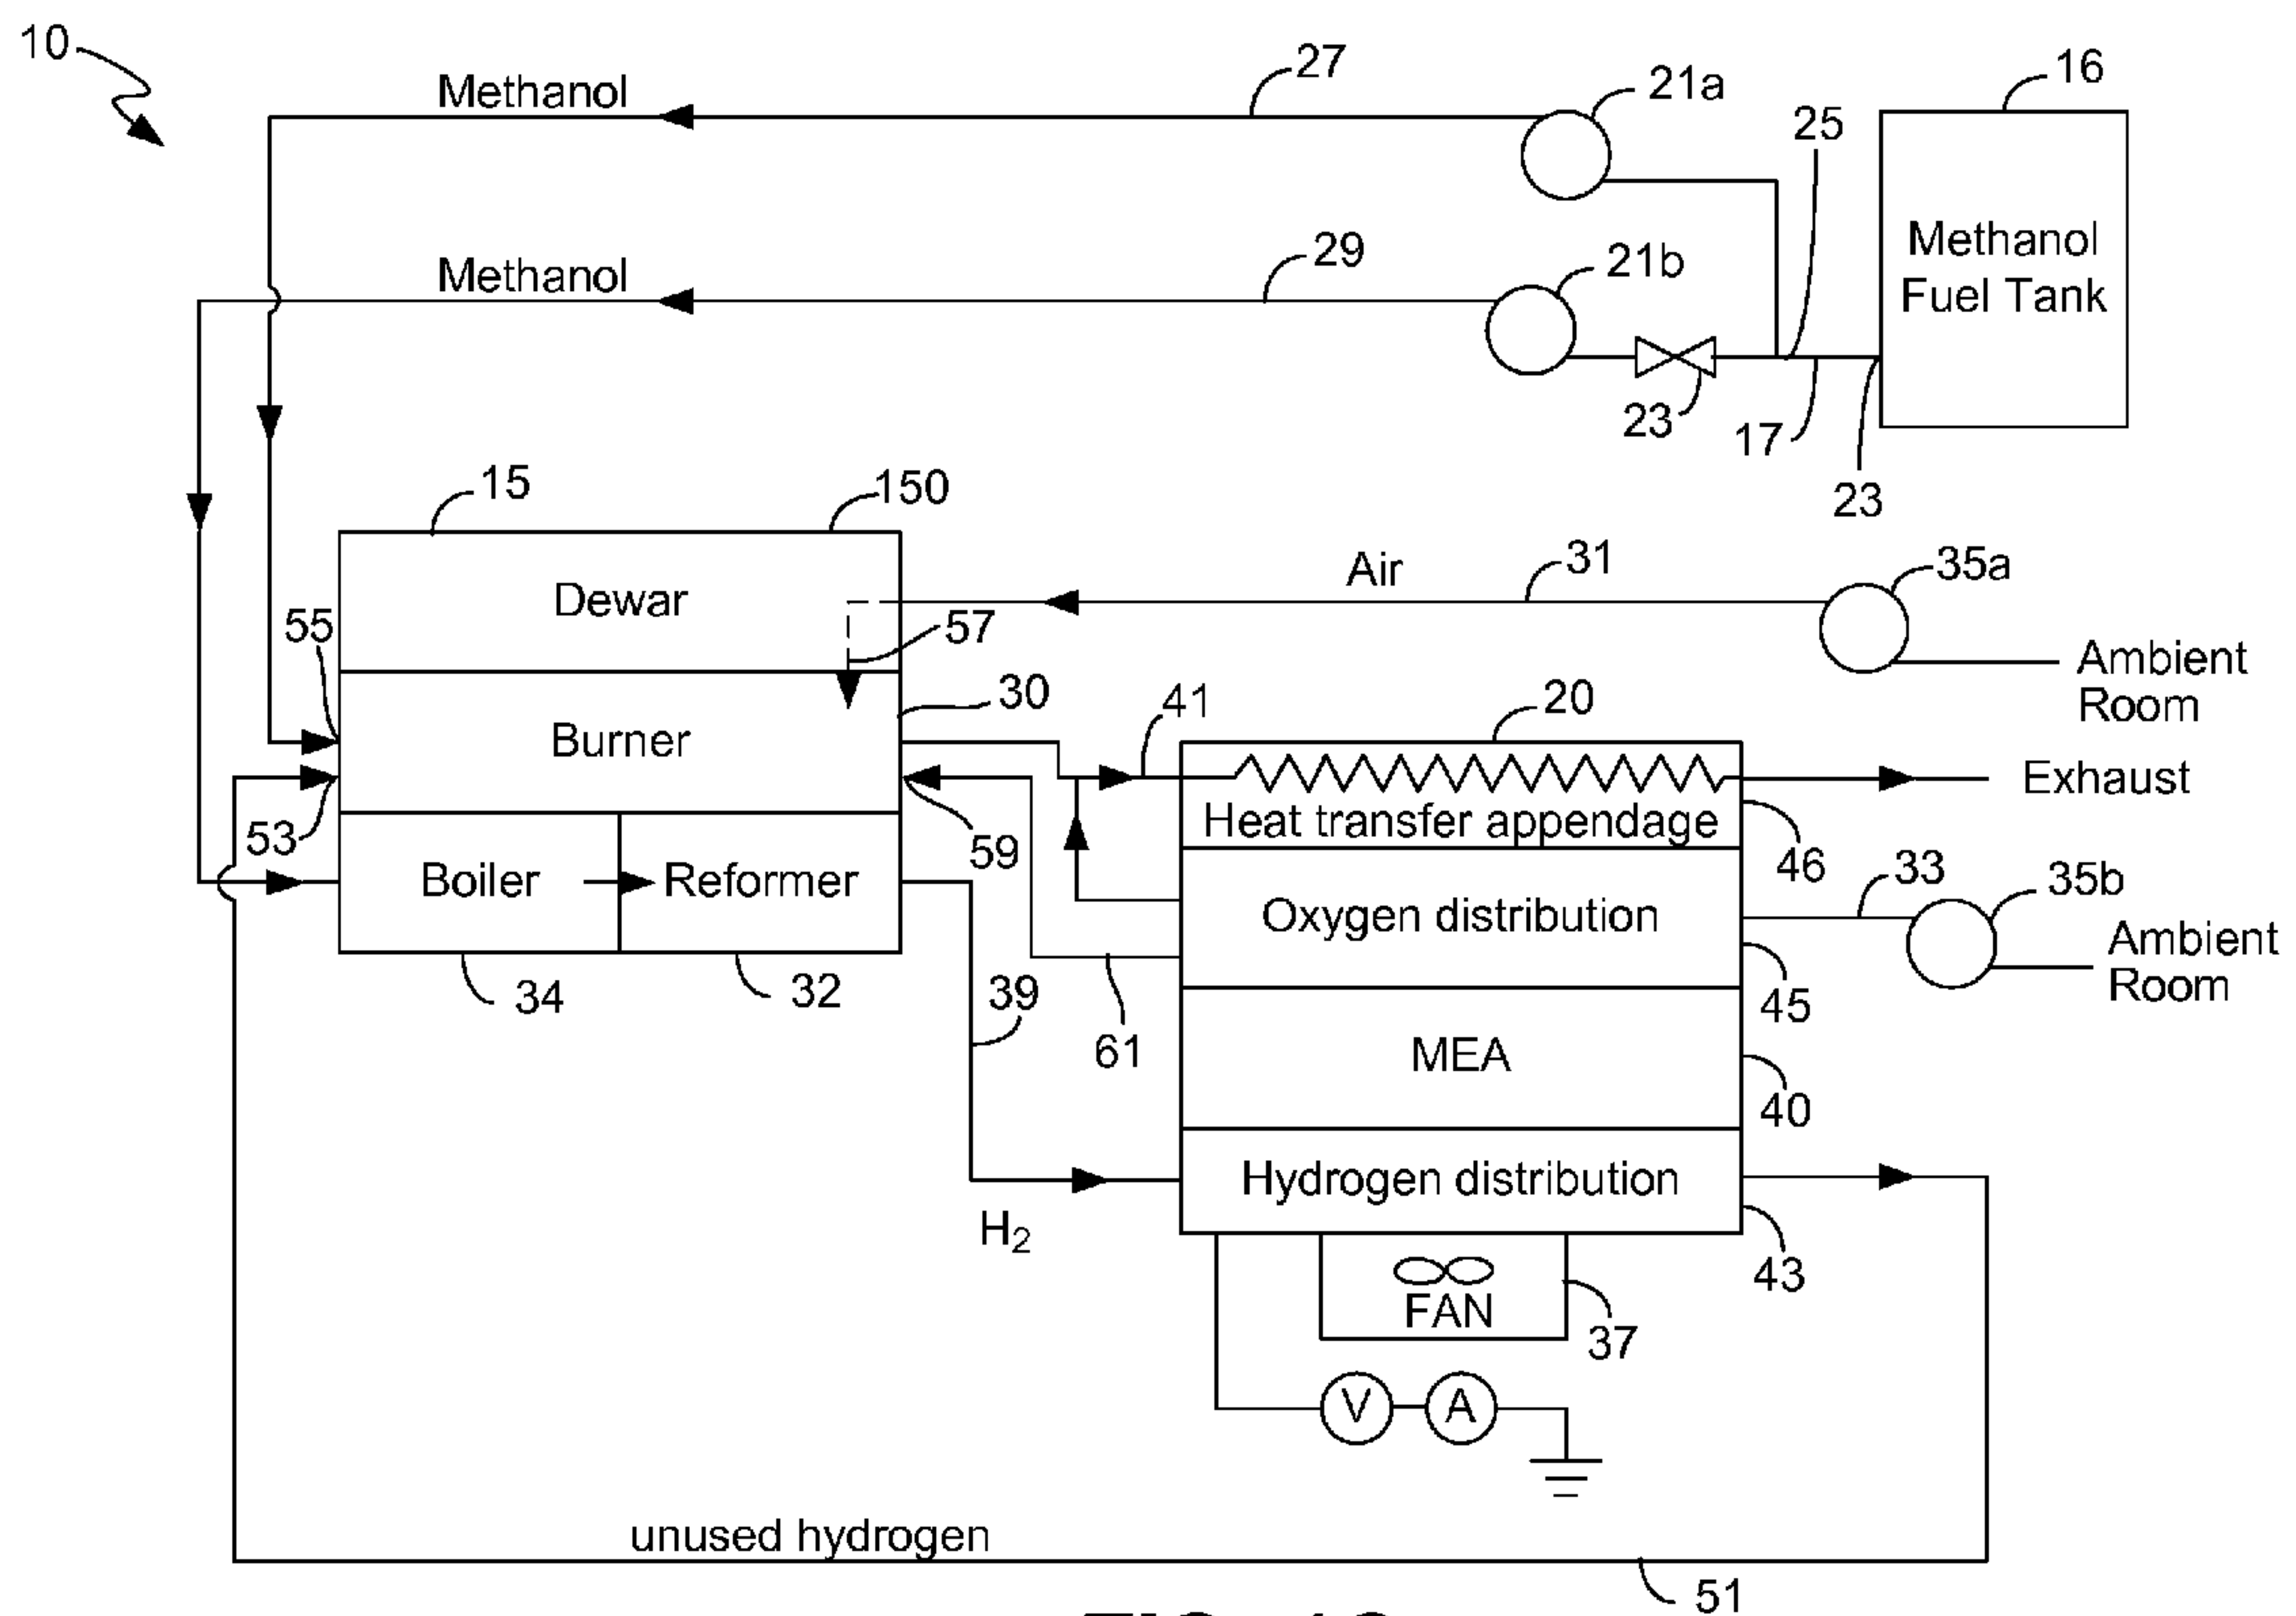 10
Methanol
27
21a
16
25
Methanol
Fuel Tank
Methanol
29
21b
23
17
23
15
150
Air
31
35a
Dewar
55
57
Ambient
Room
30
41
20
Burner
Exhaust
53
59
Heat transfer appendage
46
33
35b
Boiler
Reformer
Oxygen distribution
Ambient
Room
34
32
39
45
61
MEA
40
Hydrogen distribution
H2
43
FAN
37
V
A
unused hydrogen
51